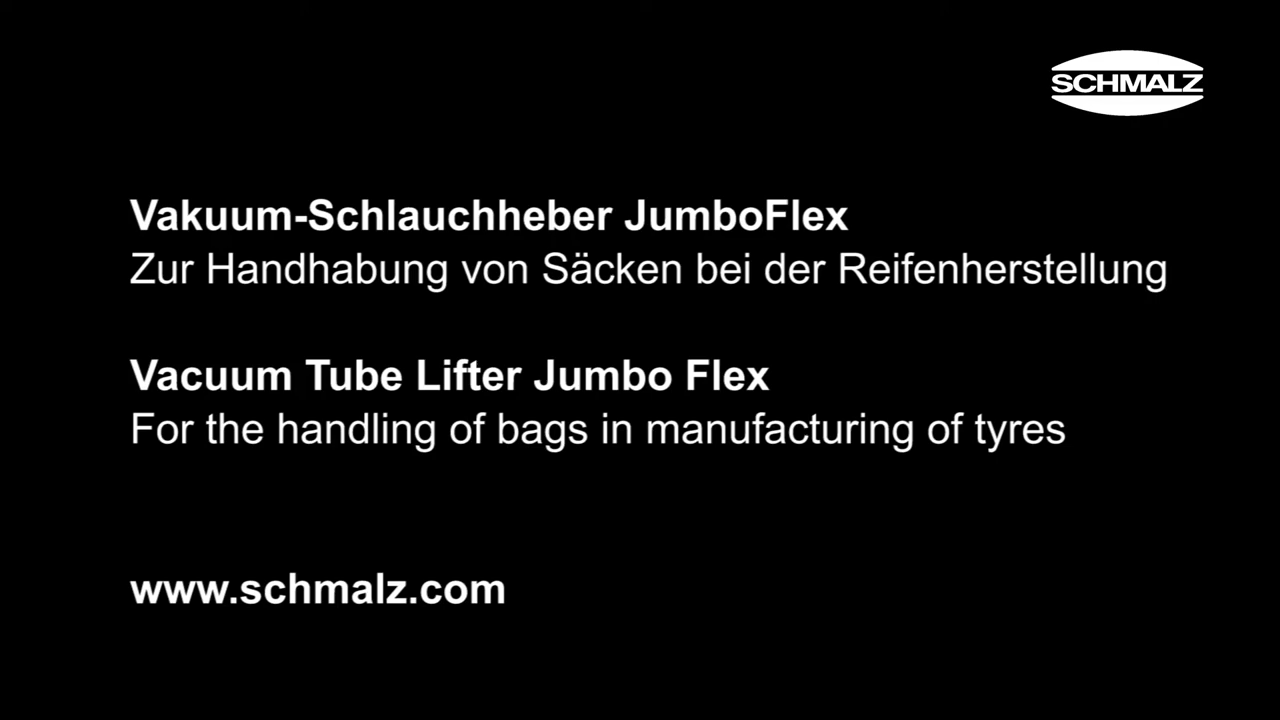 SCHMALZ
Vakuum-Schlauchheber JumboFlex
Zur Handhabung von Säcken bei der Reifenherstellung
Vacuum Tube Lifter Jumbo Flex
For the handling of bags in manufacturing of tyres
www.schmalz.com